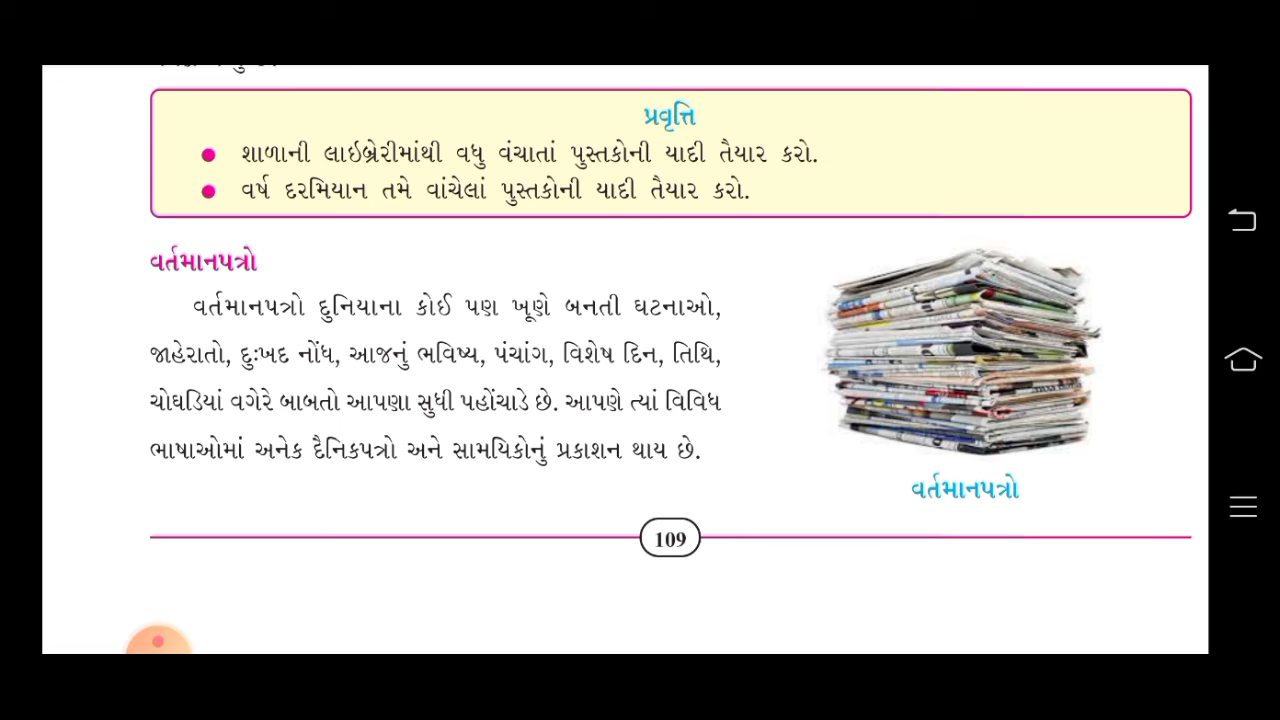 પ્રવૃત્તિ
● શાળાની લાઇબ્રેરીમાંથી વધુ વંચાતાં પુસ્તકોની યાદી તૈયાર કરો.
● વર્ષ દરમિયાન તમે વાંચેલાં પુસ્તકોની યાદી તૈયાર કરો.
વર્તમાનપત્રો
વર્તમાનપત્રો દુનિયાના કોઈ પણ ખૂણે બનતી ઘટનાઓ,
જાહેરાતો, દુઃખદ નોંધ, આજનું ભવિષ્ય, પંચાંગ, વિશેષ દિન, તિથિ,
ચોઘડિયાં વગેરે બાબતો આપણા સુધી પહોંચાડે છે. આપણે ત્યાં વિવિધ
ભાષાઓમાં અનેક દૈનિકપત્રો અને સામયિકોનું પ્રકાશન થાય છે.
વર્તમાનપત્રો
109